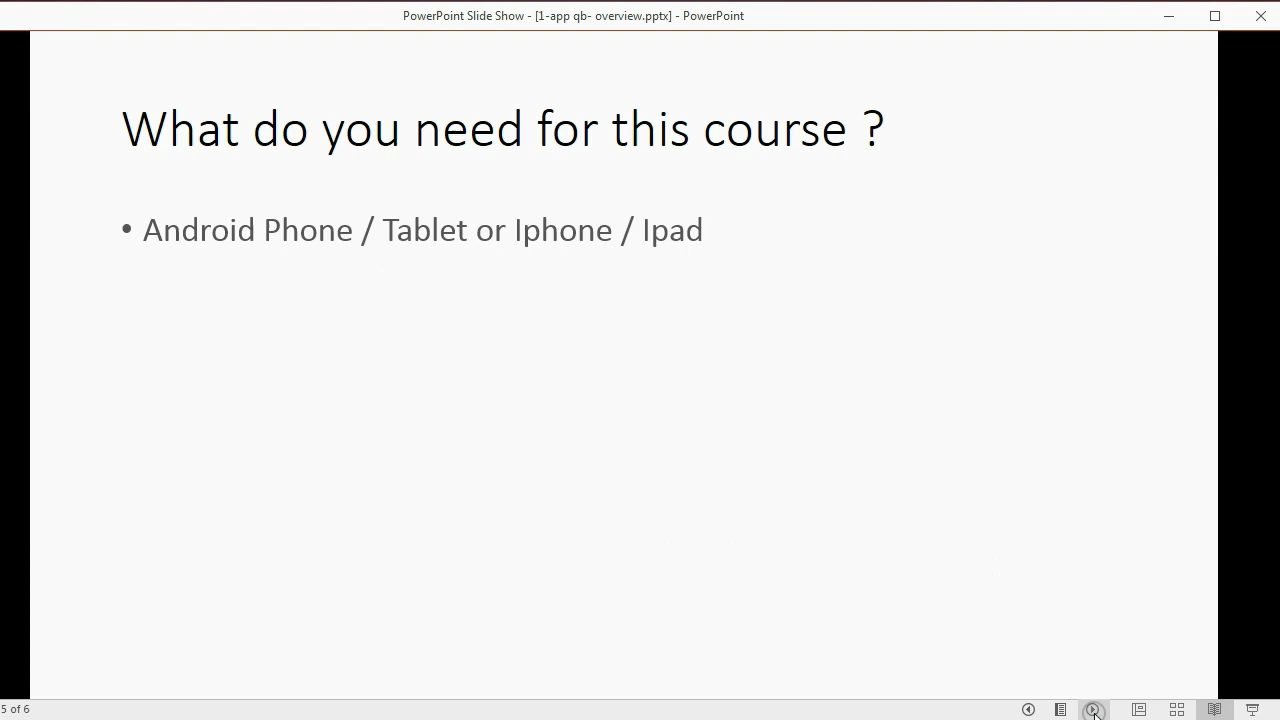 PowerPoint Slide Show - [1-app qb- overview.pptx] - PowerPoint
What do you need for this course ?
• Android Phone / Tablet or Iphone / Ipad
5 of 6